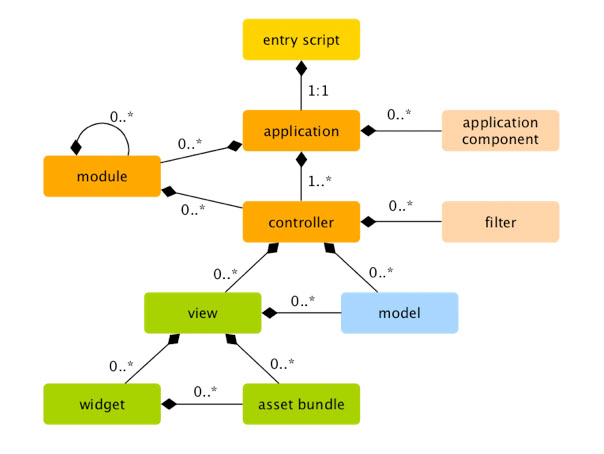 entry script
1:1
0..*
0..*
0..*
application
application
component
module
0..*
1..*
0..*
controller
filter
0..*
0..*
view
0..*
model
0..*
0..*
widget
0..*
asset bundle